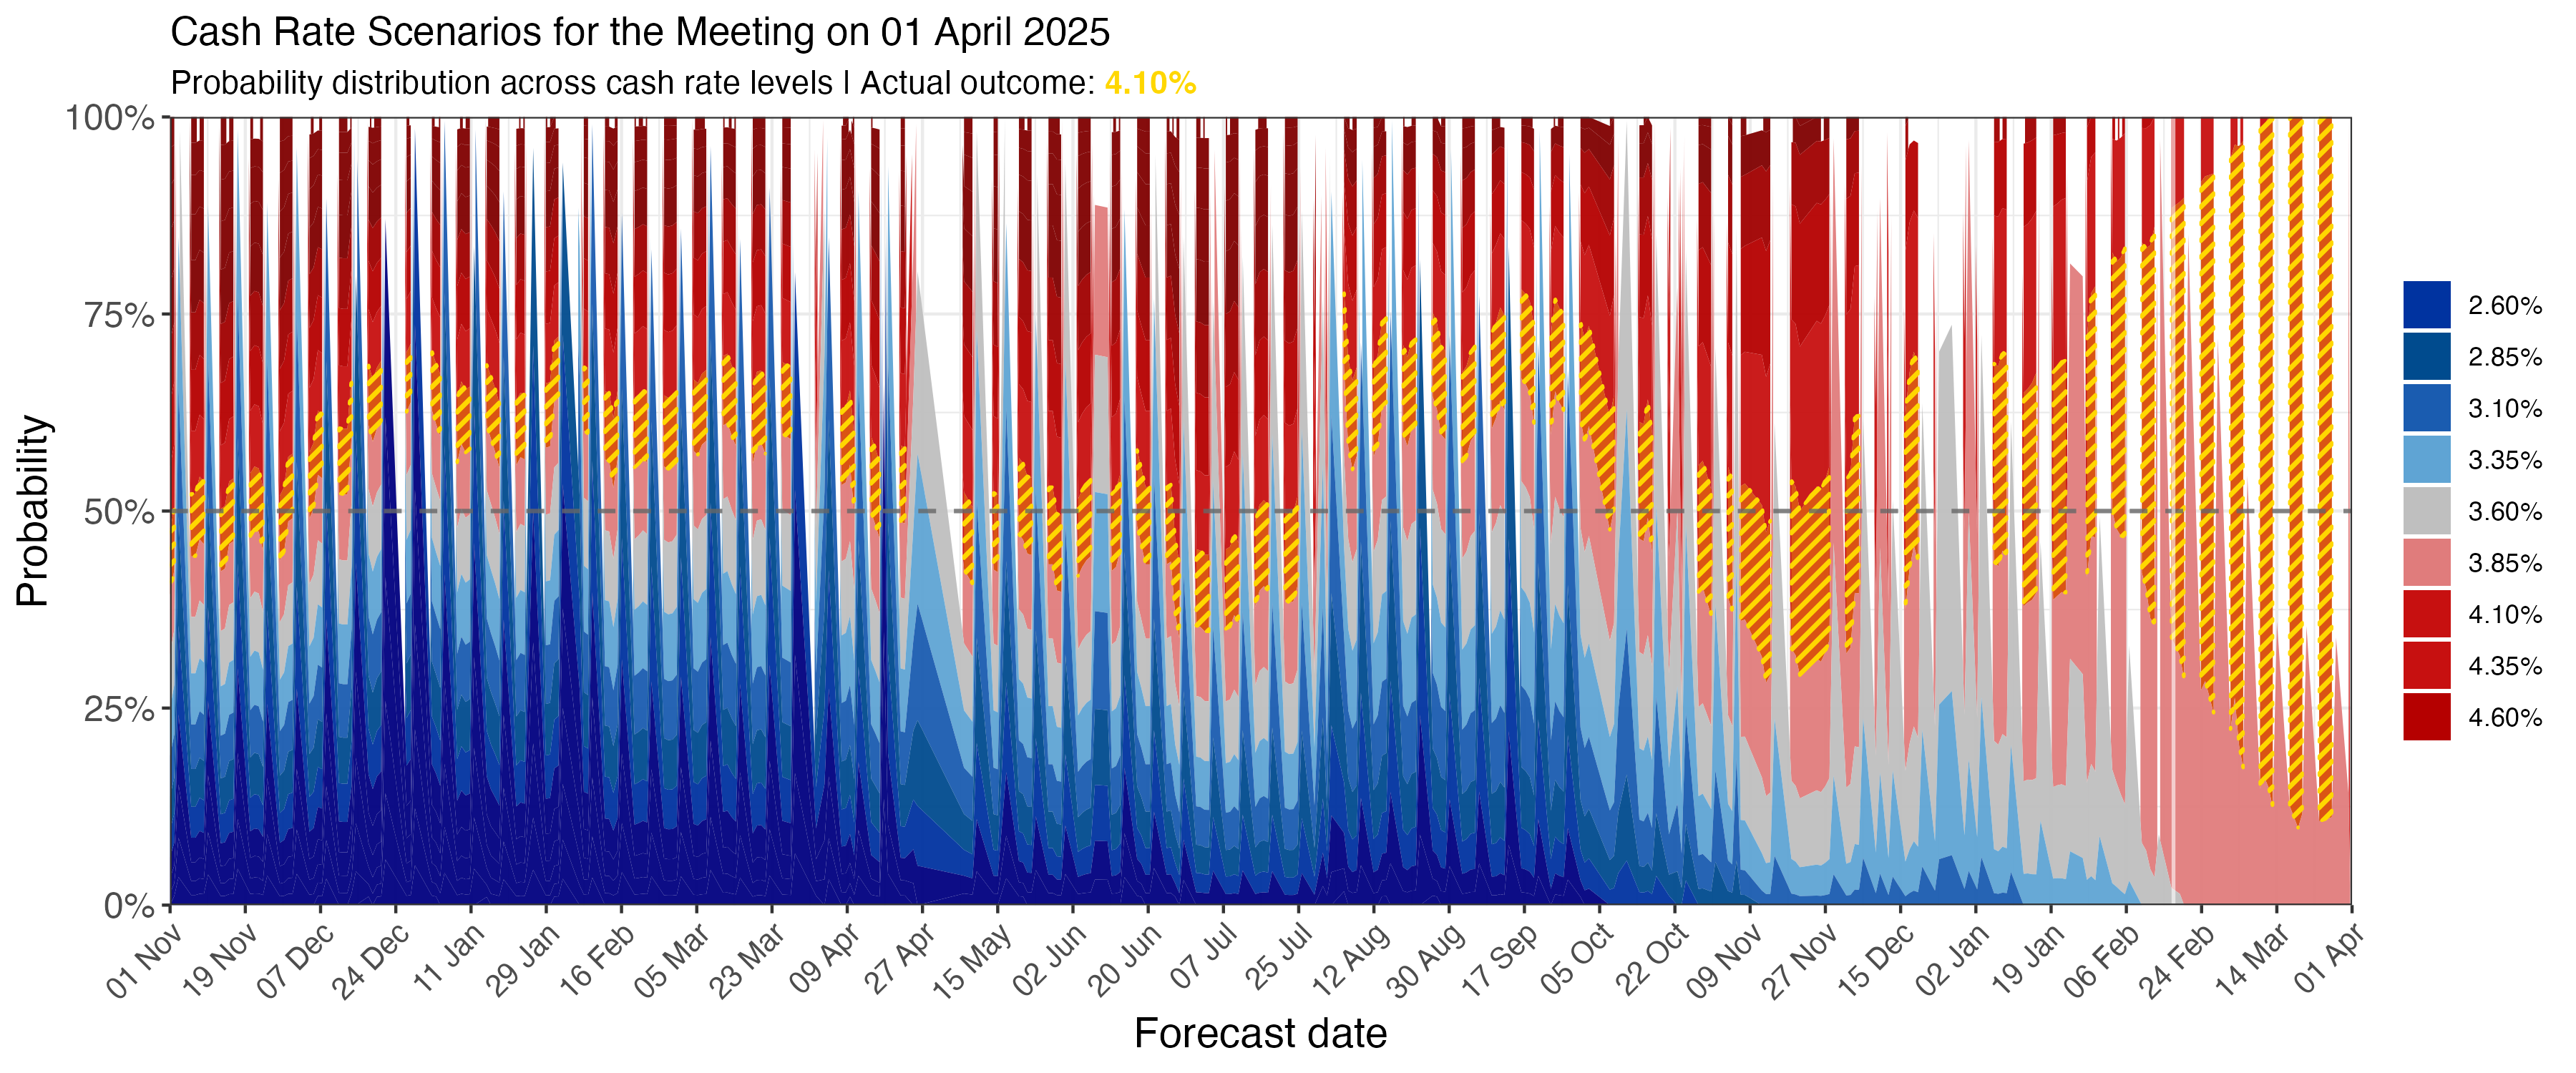 Cash Rate Scenarios for the Meeting on 01 April 2025
Probability distribution across cash rate levels | Actual outcome: 4.10%
100%
75%
50%
25%
0%
Probability
01 Nov
19 Nov
07 Dec
24 Dec
11 Jan
29 Jan
16 Feb
05 Mar
23 Mar
09 Apr
27 Apr
15 May
02 Jun
20 Jun
07 Jul
25 Jul
12 Aug
30 Aug
17 Sep
05 Oct
22 Oct
09 Nov
27 Nov
15 Dec
02 Jan
19 Jan
06 Feb
24 Feb
14 Mar
01 Apr
Forecast date
2.60%
2.85%
3.10%
3.35%
3.60%
3.85%
4.10%
4.35%
4.60%